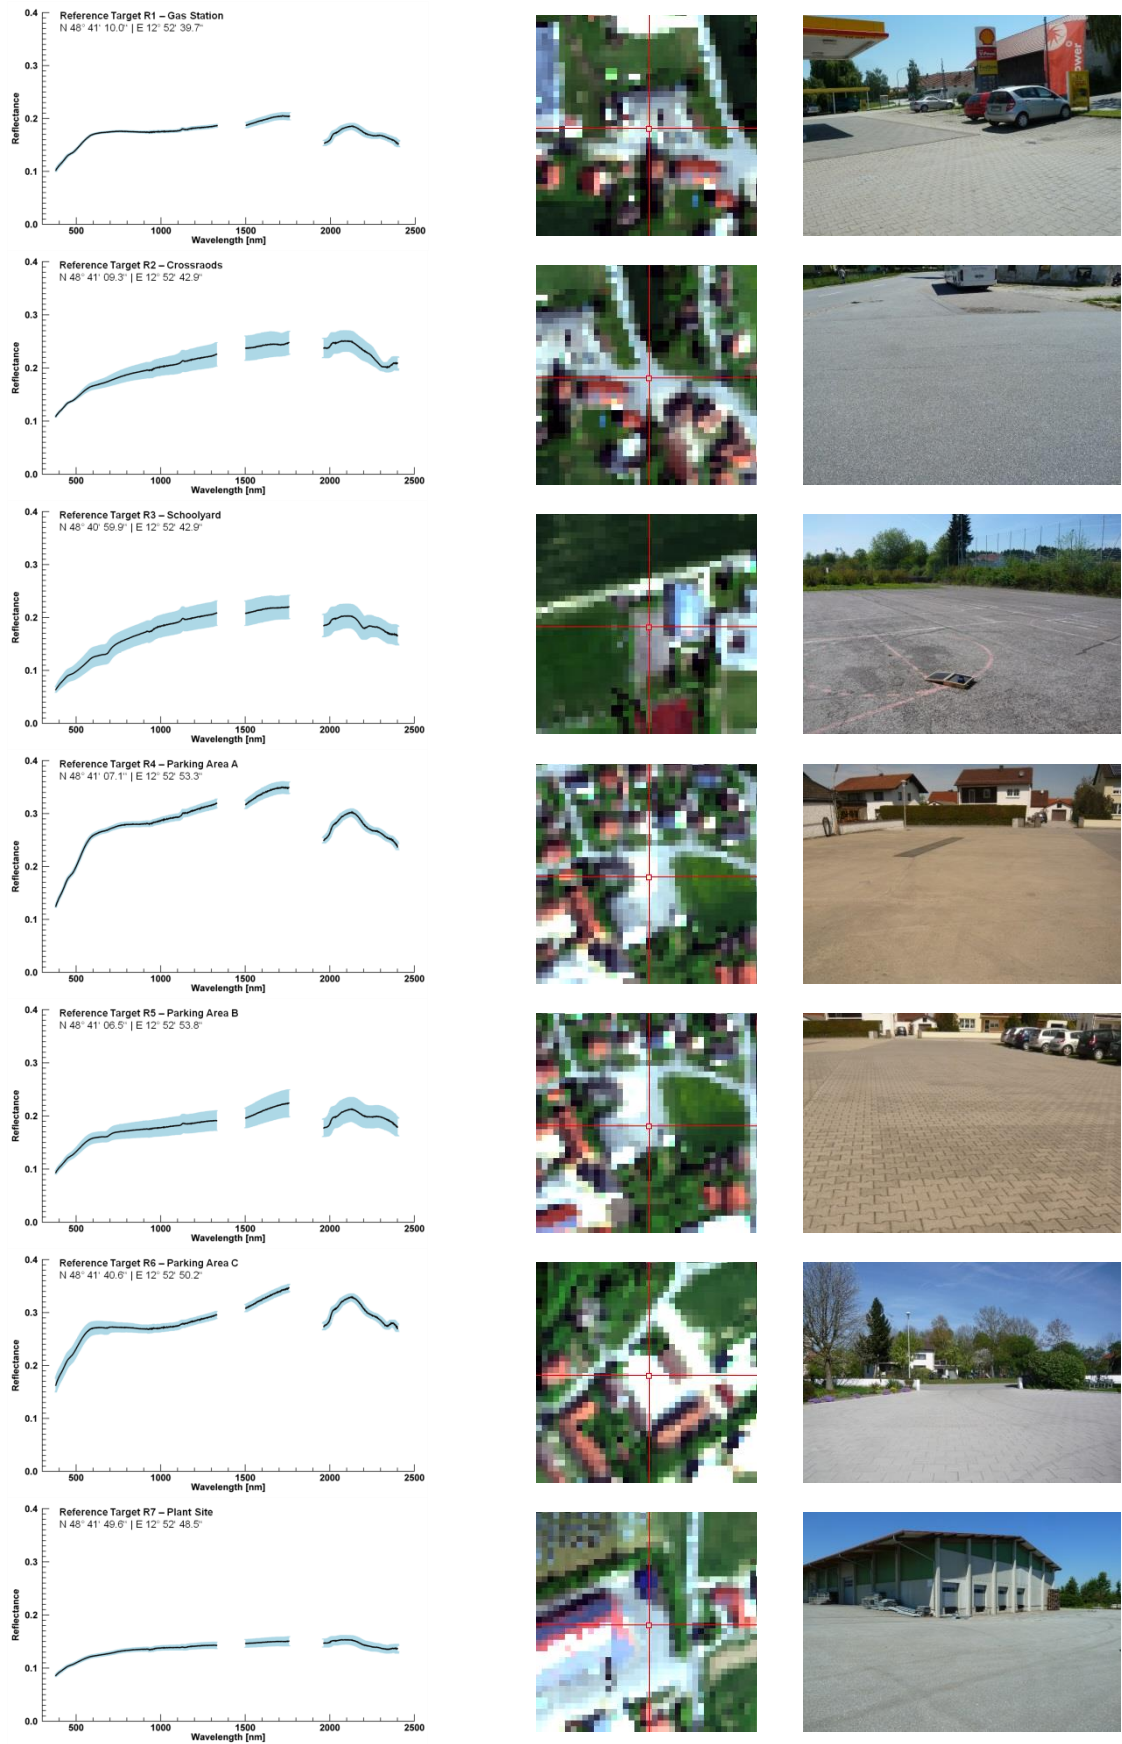 Reference Target R1 – Gas Station
N 48° 41' 10.0" | E 12° 52' 39.7"
0.4
0.3
0.2
0.1
0.0
Reflectance
500 1000 1500 2000 2500
Wavelength [nm]
Reference Target R2 – Crossraods
N 48° 41' 09.3" | E 12° 52' 42.9"
0.4
0.3
0.2
0.1
0.0
Reflectance
500 1000 1500 2000 2500
Wavelength [nm]
Reference Target R3 – Schoolyard
N 48° 40' 59.9" | E 12° 52' 42.9"
0.4
0.3
0.2
0.1
0.0
Reflectance
500 1000 1500 2000 2500
Wavelength [nm]
Reference Target R4 – Parking Area A
N 48° 41' 07.1" | E 12° 52' 53.3"
0.4
0.3
0.2
0.1
0.0
Reflectance
500 1000 1500 2000 2500
Wavelength [nm]
Reference Target R5 – Parking Area B
N 48° 41' 06.5" | E 12° 52' 53.8"
0.4
0.3
0.2
0.1
0.0
Reflectance
500 1000 1500 2000 2500
Wavelength [nm]
Reference Target R6 – Parking Area C
N 48° 41' 40.6" | E 12° 52' 50.2"
0.4
0.3
0.2
0.1
0.0
Reflectance
500 1000 1500 2000 2500
Wavelength [nm]
Reference Target R7 – Plant Site
N 48° 41' 49.6" | E 12° 52' 48.5"
0.4
0.3
0.2
0.1
0.0
Reflectance
500 1000 1500 2000 2500
Wavelength [nm]